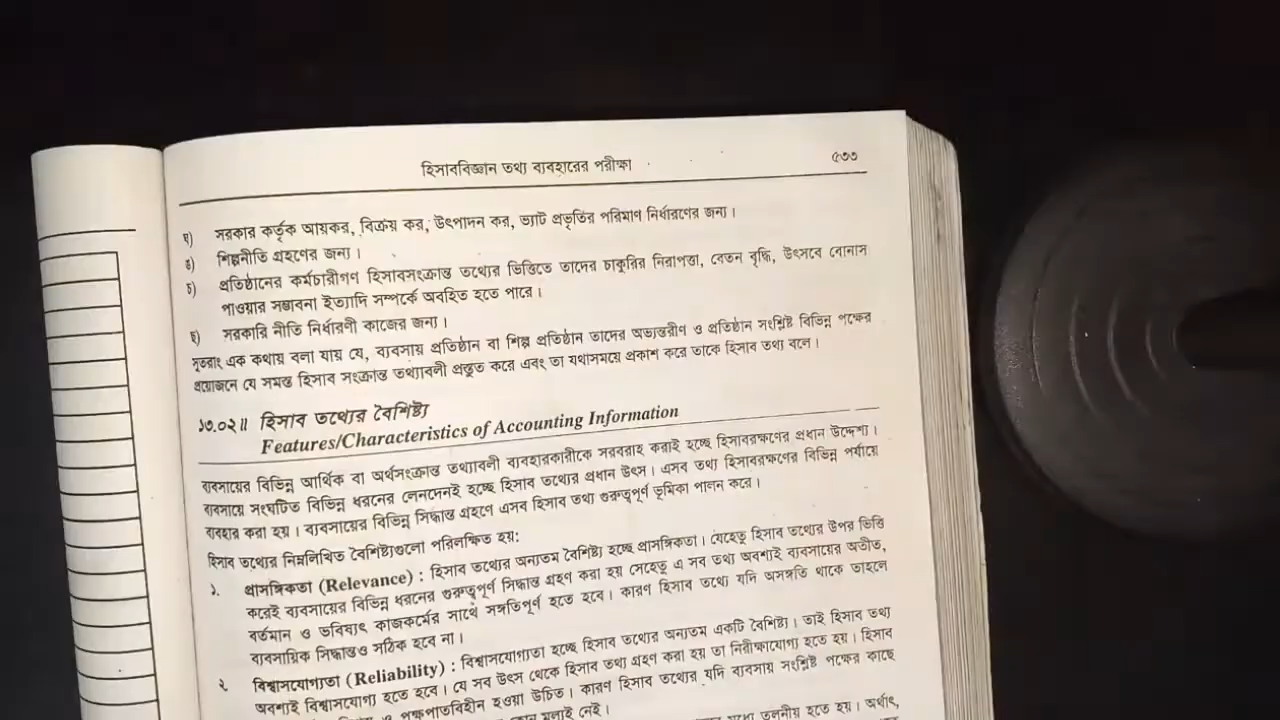 হিসাববিজ্ঞান তথ্য ব্যবহারের পরীক্ষা ৫৩৩
ঘ) সরকার কর্তৃক আয়কর, বিক্রয় কর, উৎপাদন কর, ভ্যাট প্রভৃতির পরিমাণ নির্ধারণের জন্য।
ঙ) শিল্পনীতি গ্রহণের জন্য।
চ) প্রতিষ্ঠানের কর্মচারীগণ হিসাবসংক্রান্ত তথ্যের ভিত্তিতে তাদের চাকুরির নিরাপত্তা, বেতন বৃদ্ধি, উৎসবে বোনাস
পাওয়ার সম্ভাবনা ইত্যাদি সম্পর্কে অবহিত হতে পারে।
ছ) সরকারি নীতি নির্ধারণী কাজের জন্য।
সুতরাং এক কথায় বলা যায় যে, ব্যবসায় প্রতিষ্ঠান বা শিল্প প্রতিষ্ঠান তাদের অভ্যন্তরীণ ও প্রতিষ্ঠান সংশ্লিষ্ট বিভিন্ন পক্ষের
প্রয়োজনে যে সমস্ত হিসাব সংক্রান্ত তথ্যাবলী প্রস্তুত করে এবং তা যথাসময়ে প্রকাশ করে তাকে হিসাব তথ্য বলে।
১৩.০২॥ হিসাব তথ্যের বৈশিষ্ট্য
Features/Characteristics of Accounting Information
ব্যবসায়ের বিভিন্ন আর্থিক বা অর্থসংক্রান্ত তথ্যাবলী ব্যবহারকারীকে সরবরাহ করাই হচ্ছে হিসাবরক্ষণের প্রধান উদ্দেশ্য।
ব্যবসায়ে সংঘটিত বিভিন্ন ধরনের লেনদেনই হচ্ছে হিসাব তথ্যের প্রধান উৎস। এসব তথ্য হিসাবরক্ষণের বিভিন্ন পর্যায়ে
ব্যবহার করা হয়। ব্যবসায়ের বিভিন্ন সিদ্ধান্ত গ্রহণে এসব হিসাব তথ্য গুরুত্বপূর্ণ ভূমিকা পালন করে।
হিসাব তথ্যের নিম্নলিখিত বৈশিষ্ট্যগুলো পরিলক্ষিত হয়:
১. প্রাসঙ্গিকতা (Relevance) : হিসাব তথ্যের অন্যতম বৈশিষ্ট্য হচ্ছে প্রাসঙ্গিকতা। যেহেতু হিসাব তথ্যের উপর ভিত্তি
করেই ব্যবসায়ের বিভিন্ন ধরনের গুরুত্বপূর্ণ সিদ্ধান্ত গ্রহণ করা হয় সেহেতু এ সব তথ্য অবশ্যই ব্যবসায়ের অতীত,
বর্তমান ও ভবিষ্যৎ কাজকর্মের সাথে সঙ্গতিপূর্ণ হতে হবে। কারণ হিসাব তথ্যে যদি অসঙ্গতি থাকে তাহলে
ব্যবসায়িক সিদ্ধান্তও সঠিক হবে না।
২. বিশ্বাসযোগ্যতা (Reliability) : বিশ্বাসযোগ্যতা হচ্ছে হিসাব তথ্যের অন্যতম একটি বৈশিষ্ট্য। তাই হিসাব তথ্য
অবশ্যই বিশ্বাসযোগ্য হতে হবে। যে সব উৎস থেকে হিসাব তথ্য গ্রহণ করা হয় তা নিরীক্ষাযোগ্য হতে হয়। হিসাব
ও পক্ষপাতবিহীন হওয়া উচিত। কারণ হিসাব তথ্যের যদি ব্যবসায় সংশ্লিষ্ট পক্ষের কাছে
নেই।
তুলনীয় হতে হয়। অর্থাৎ,